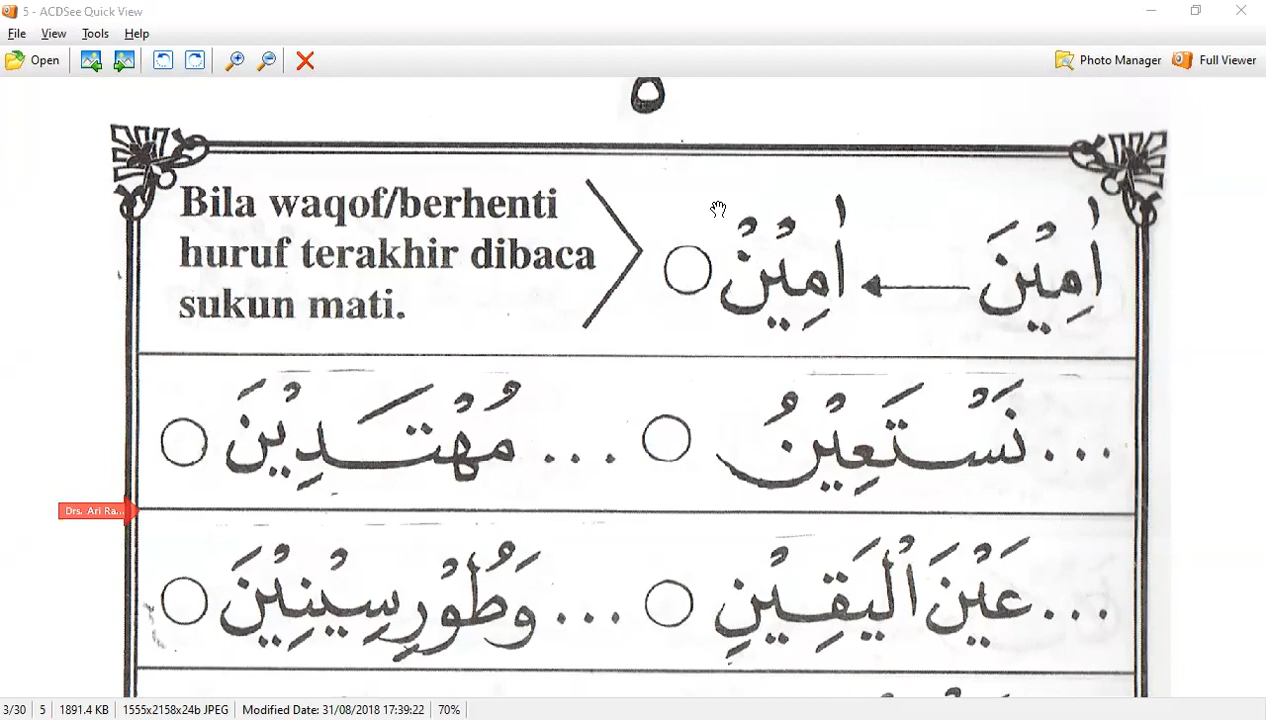 5 - ACDSee Quick View
File View Tools Help
Open
Photo Manager Full Viewer
٥
Bila waqof/berhenti
huruf terakhir dibaca
sukun mati.
اٰمِيْنَ ← اٰمِيْنْ ○
... نَسْتَعِيْنُ ○ ... مُهْتَدِيْنَ ○
Drs. Ari Ra...
... عَيْنَ الْيَقِيْنِ ○ ... وَطُوْرِ سِيْنِيْنَ ○
3/30 5 1891.4 KB 1555x2158x24b JPEG Modified Date: 31/08/2018 17:39:22 70%